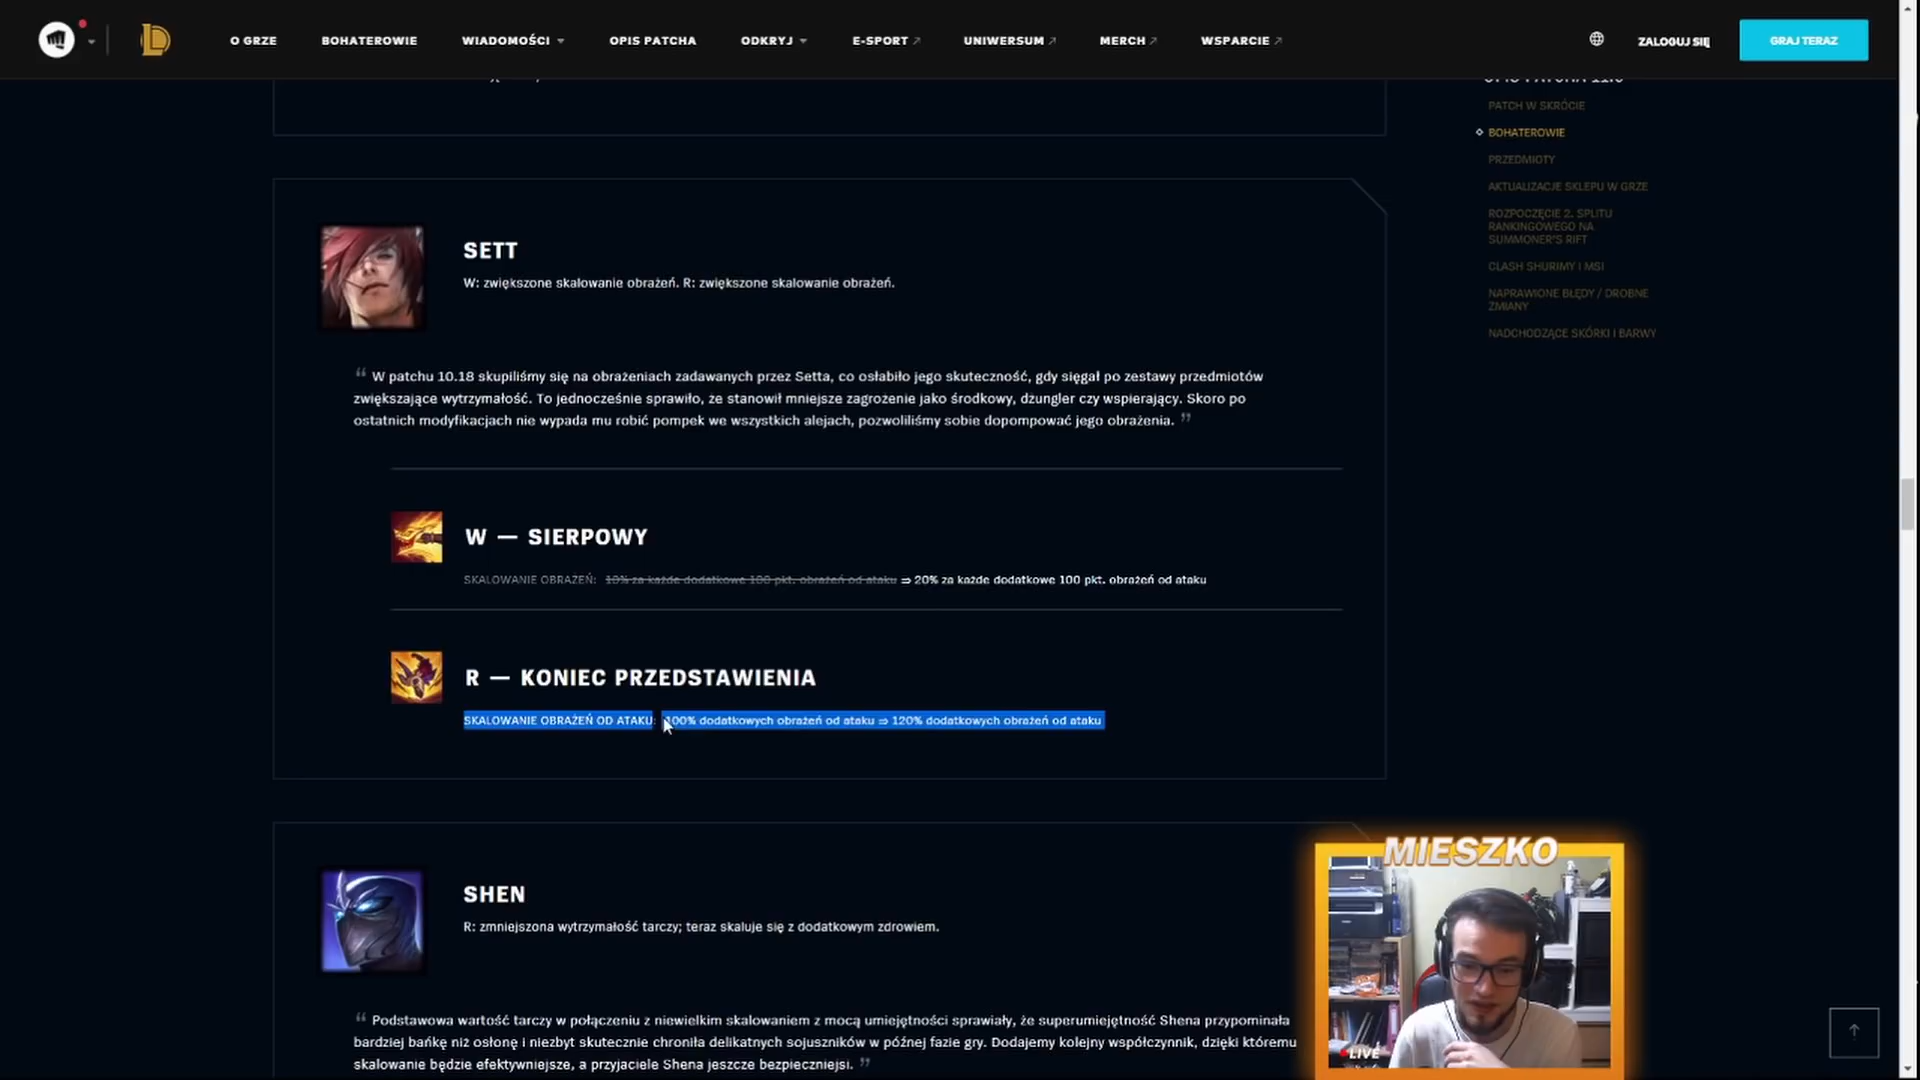 O GRZE
BOHATEROWIE
WIADOMOŚCI
OPIS PATCHA
ODKRYJ
E-SPORT
UNIWERSUM
MERCH
WSPARCIE
ZALOGUJ SIĘ
GRAJ TERAZ
PATCH W SKRÓCIE
BOHATEROWIE
PRZEDMIOTY
AKTUALIZACJE SKLEPU W GRZE
ROZPOCZĘCIE 2. SPLITU
RANKINGOWEGO NA
SUMMONER'S RIFT
CLASH SHURIMY I MSI
NAPRAWIONE BŁĘDY / DROBNE
ZMIANY
NADCHODZĄCE SKÓRKI I BARWY
SETT
W: zwiększone skalowanie obrażeń. R: zwiększone skalowanie obrażeń.
“ W patchu 10.18 skupiliśmy się na obrażeniach zadawanych przez Setta, co osłabiło jego skuteczność, gdy sięgał po zestawy przedmiotów
zwiększające wytrzymałość. To jednocześnie sprawiło, że stanowił mniejsze zagrożenie jako środkowy, dżungler czy wspierający. Skoro po
ostatnich modyfikacjach nie wypada mu robić pompek we wszystkich alejach, pozwoliliśmy sobie dopompować jego obrażenia. ”
W — SIERPOWY
SKALOWANIE OBRAŻEŃ: 10% za każde dodatkowe 100 pkt. obrażeń od ataku ⇒ 20% za każde dodatkowe 100 pkt. obrażeń od ataku
R — KONIEC PRZEDSTAWIENIA
SKALOWANIE OBRAŻEŃ OD ATAKU: 100% dodatkowych obrażeń od ataku ⇒ 120% dodatkowych obrażeń od ataku
SHEN
R: zmniejszona wytrzymałość tarczy; teraz skaluje się z dodatkowym zdrowiem.
“ Podstawowa wartość tarczy w połączeniu z niewielkim skalowaniem z mocą umiejętności sprawiały, że superumiejętność Shena przypominała
bardziej bańkę niż osłonę i niezbyt skutecznie chroniła delikatnych sojuszników w późnej fazie gry. Dodajemy kolejny współczynnik, dzięki któremu
skalowanie będzie efektywniejsze, a przyjaciele Shena jeszcze bezpieczniejsi. ”
MIESZKO
LIVE